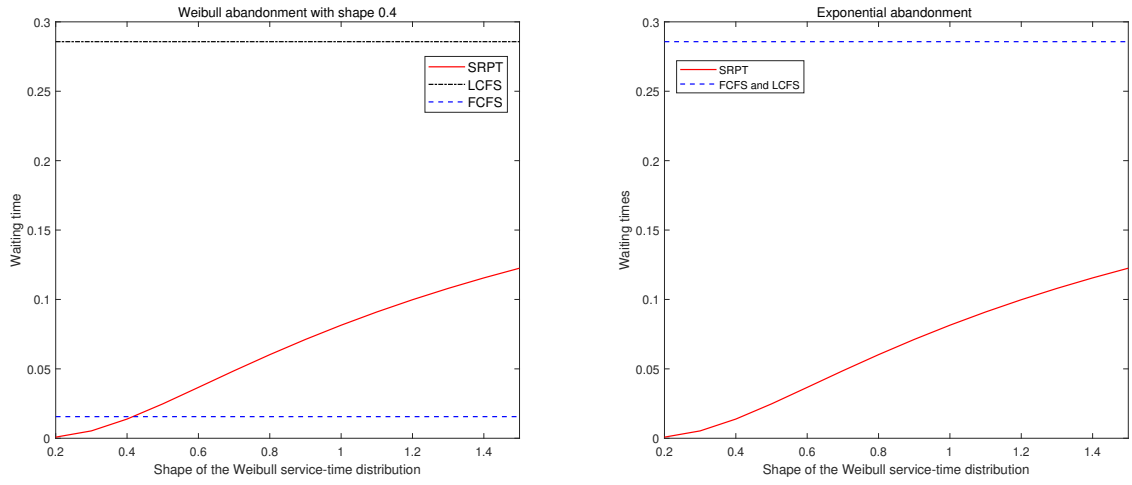 Weibull abandonment with shape 0.4
0.3
0.25
0.2
0.15
0.1
0.05
0
Waiting time
SRPT
LCFS
FCFS
0.2 0.4 0.6 0.8 1 1.2 1.4
Shape of the Weibull service-time distribution
Exponential abandonment
0.3
0.25
0.2
0.15
0.1
0.05
0
Waiting times
SRPT
FCFS and LCFS
0.2 0.4 0.6 0.8 1 1.2 1.4
Shape of the Weibull service-time distribution